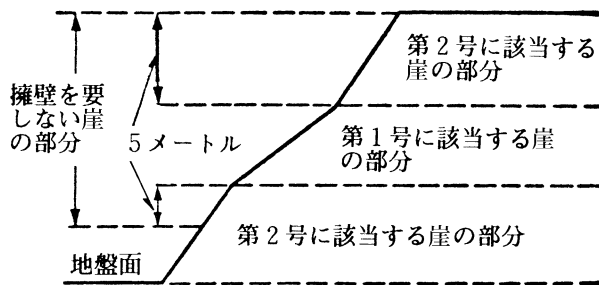 第2号に該当する
崖の部分
擁壁を要
しない崖
の部分
5メートル
第1号に該当する崖
の部分
第2号に該当する崖の部分
地盤面